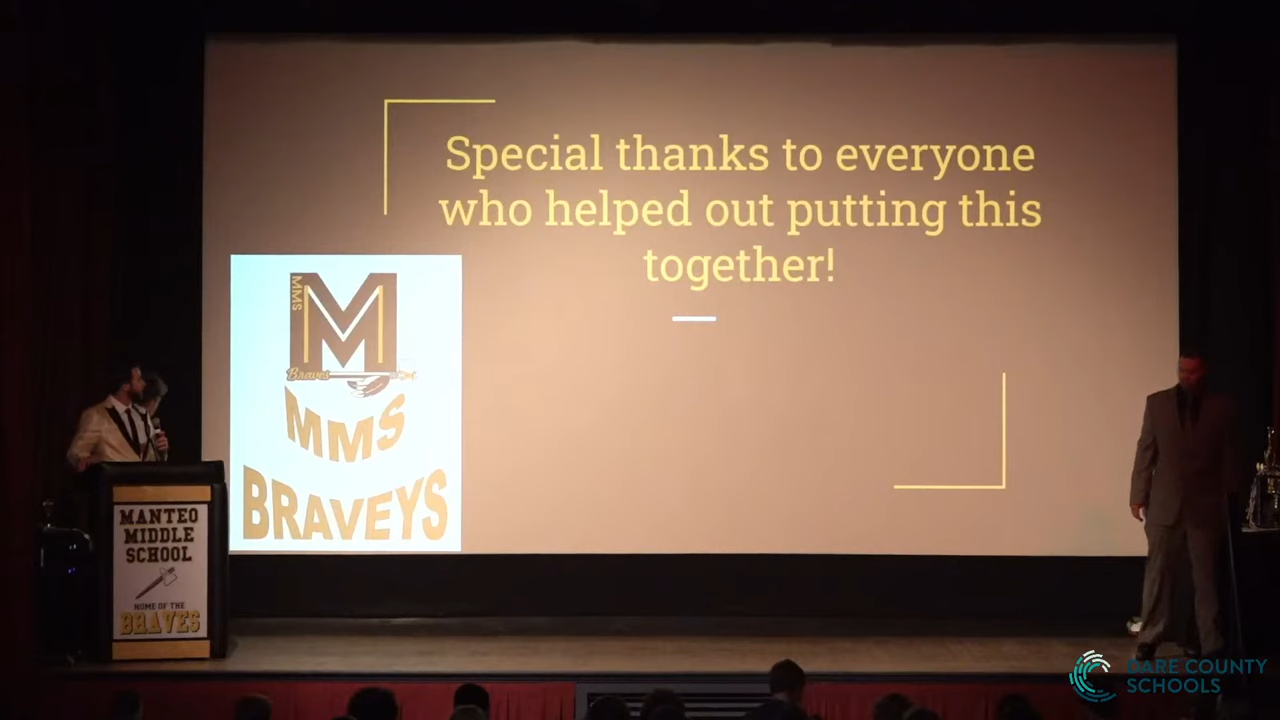 Special thanks to everyone
who helped out putting this
together!
MMS
M
Braves
MMS
BRAVEYS
MANTEO
MIDDLE
SCHOOL
HOME OF THE
BRAVES
DARE COUNTY
SCHOOLS